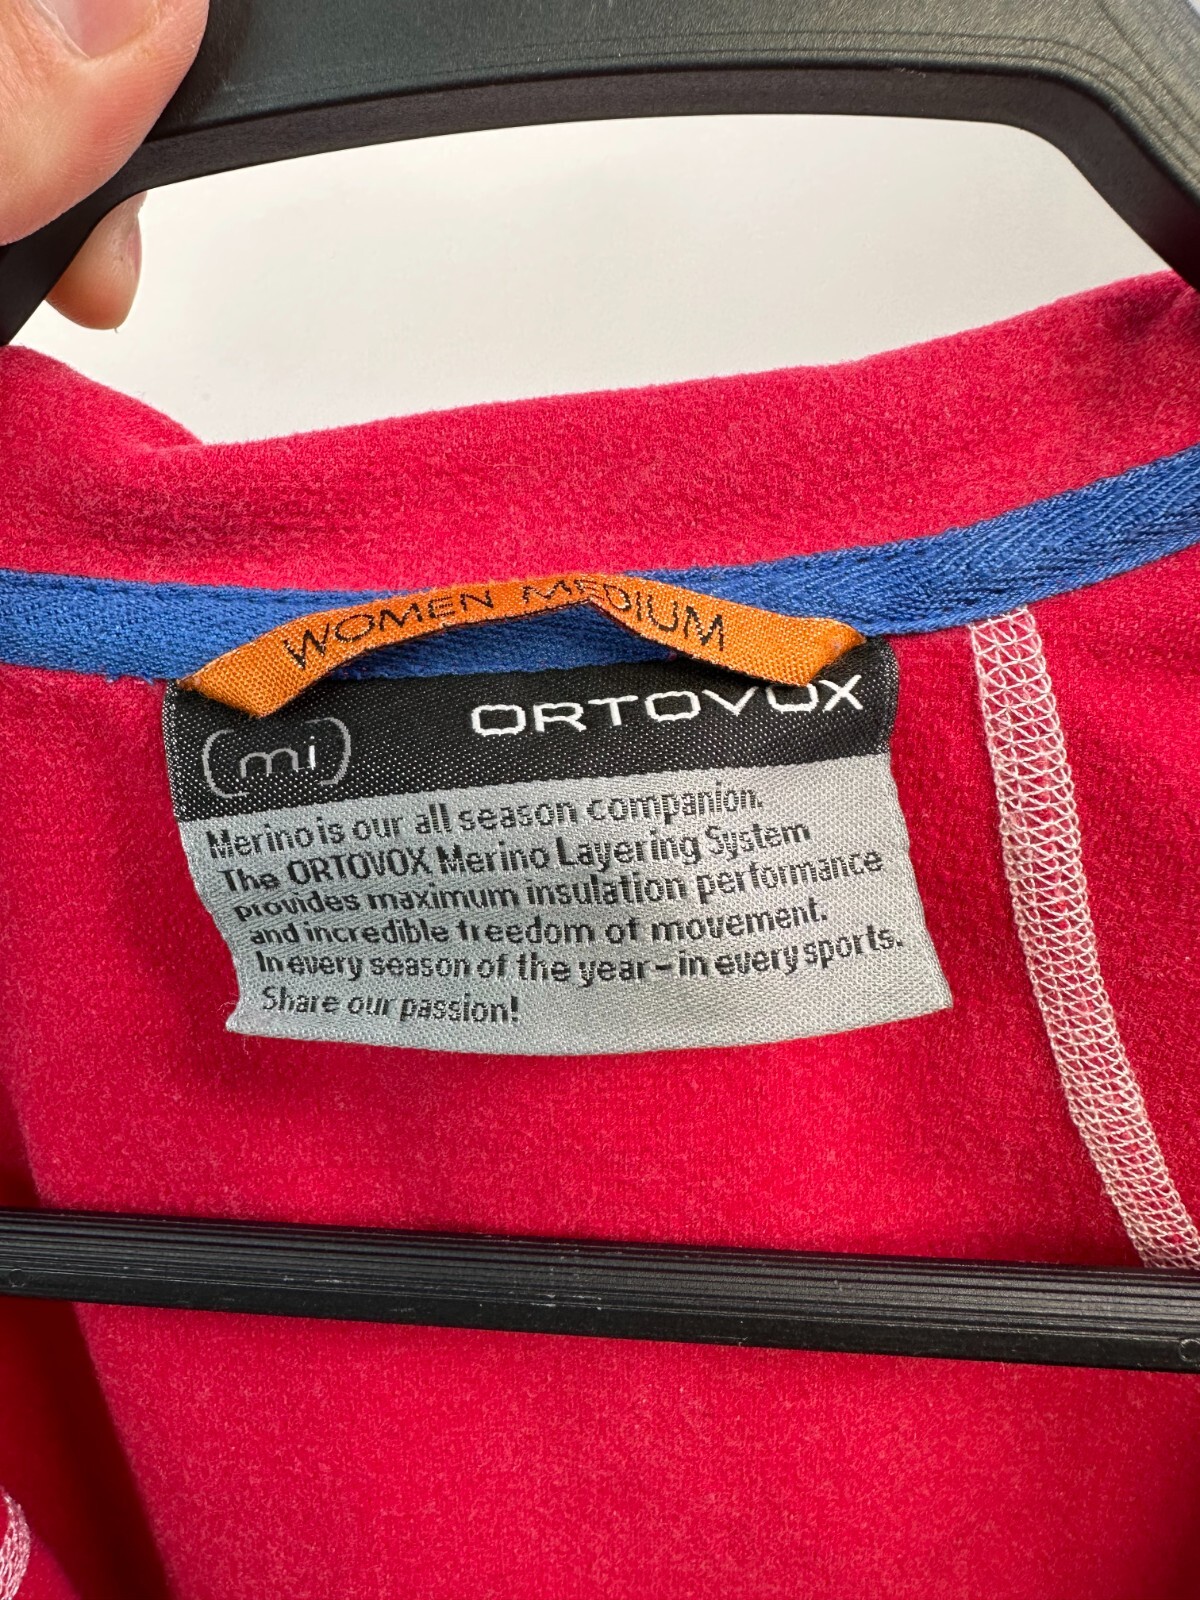 WOMEN MEDIUM
(mi) ORTOVOX
Merino is our all season companion.
The ORTOVOX Merino Layering System
provides maximum insulation performance
and incredible freedom of movement.
In every season of the year – in every sports.
Share our passion!